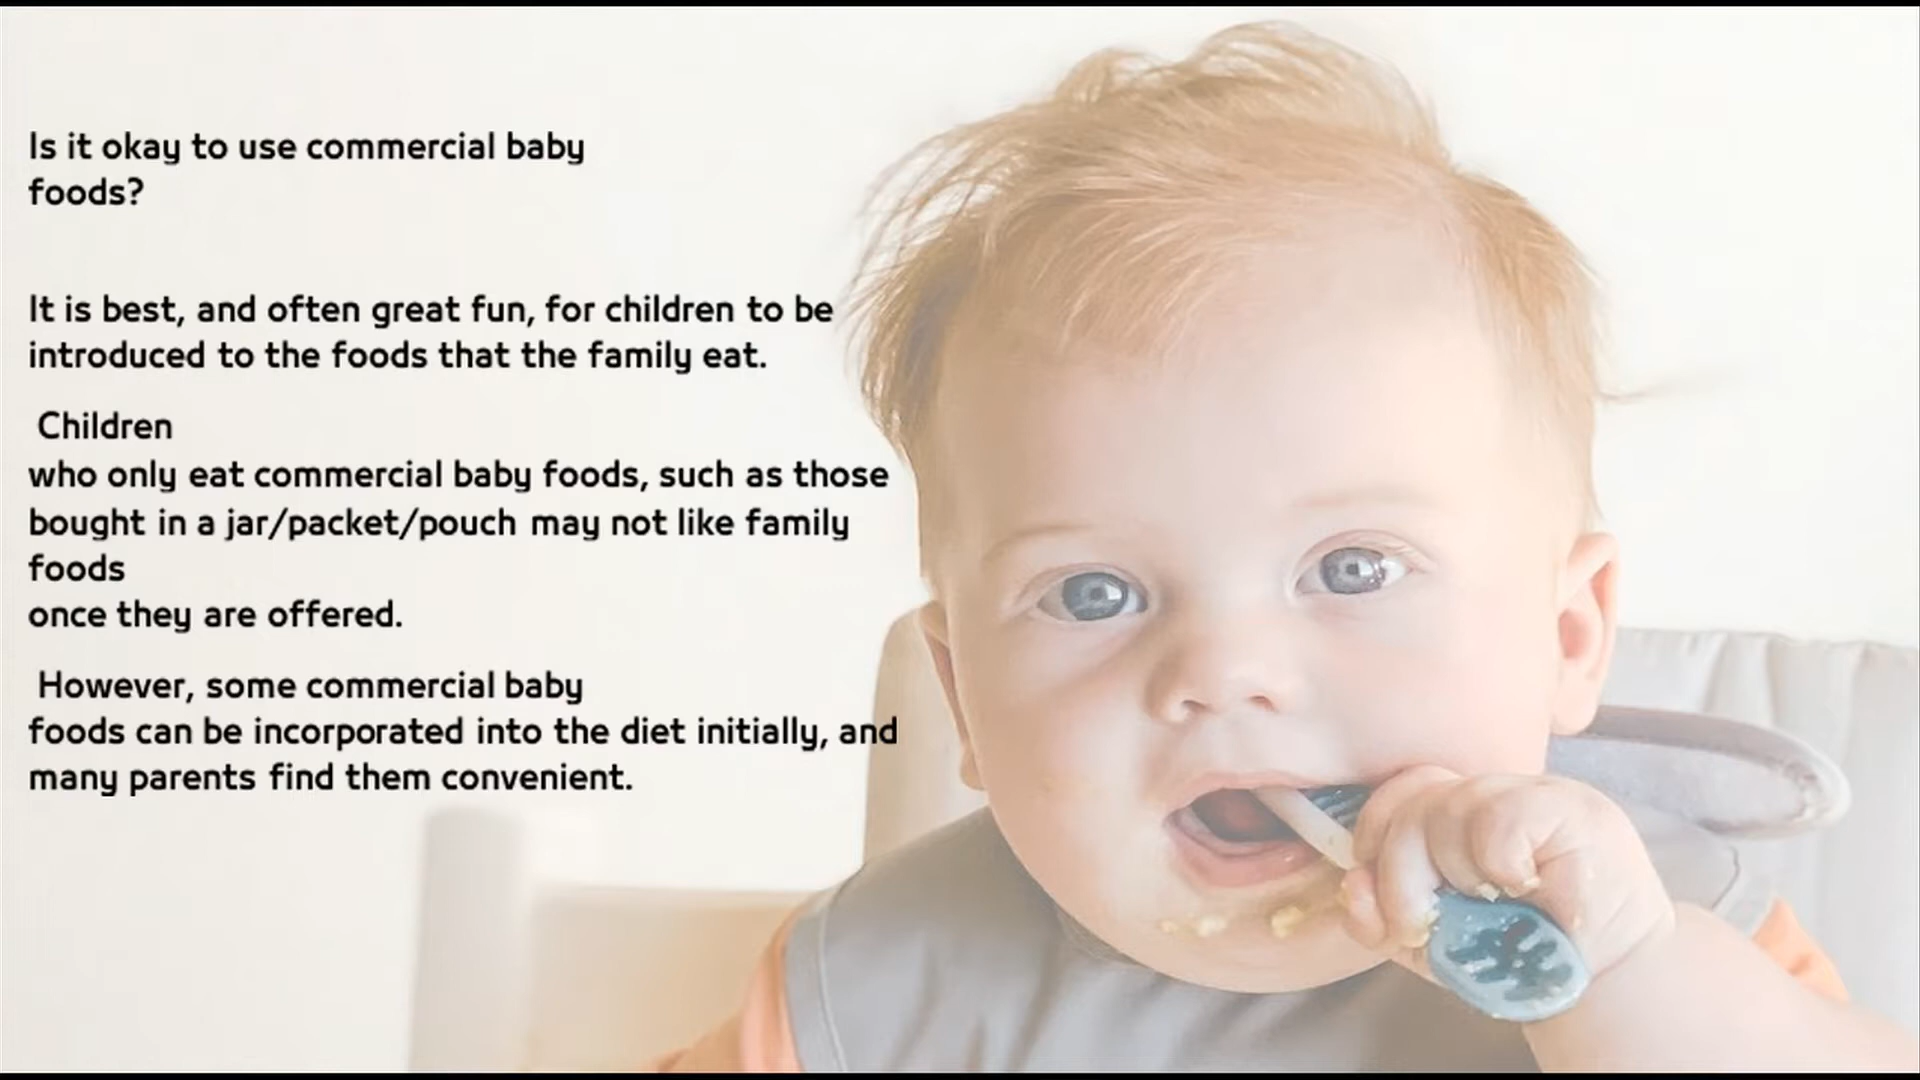 Is it okay to use commercial baby
foods?
It is best, and often great fun, for children to be
introduced to the foods that the family eat.
Children
who only eat commercial baby foods, such as those
bought in a jar/packet/pouch may not like family
foods
once they are offered.
However, some commercial baby
foods can be incorporated into the diet initially, and
many parents find them convenient.